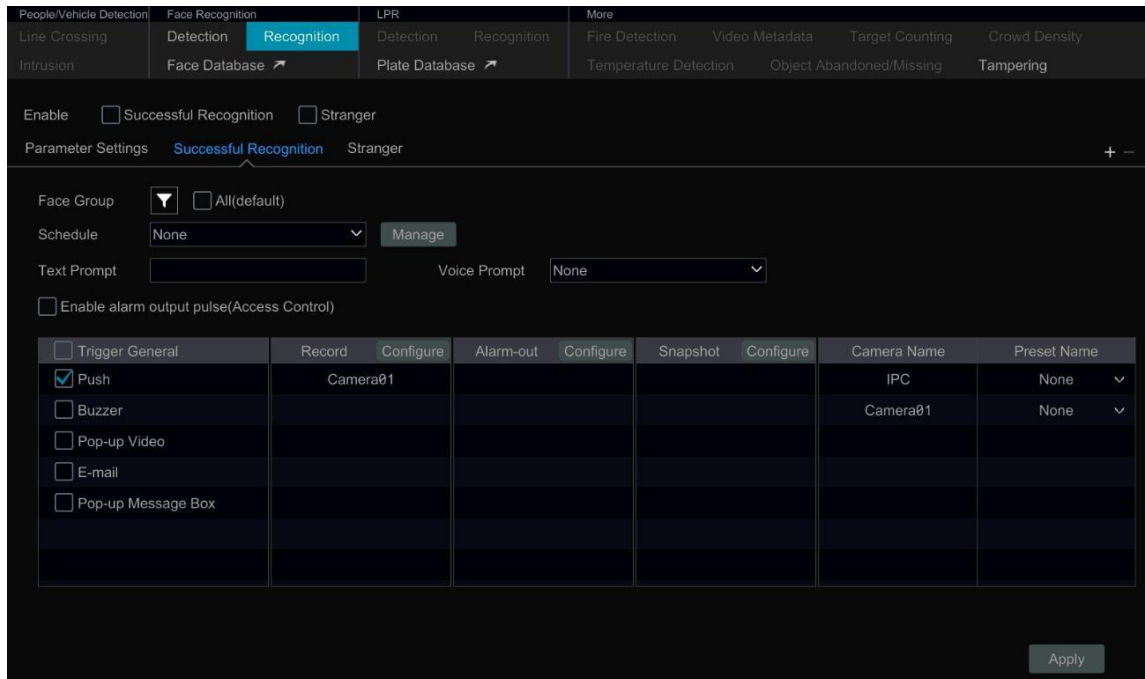 People/Vehicle Detection Face Recognition LPR More
Line Crossing Detection Recognition Detection Recognition Fire Detection Video Metadata Target Counting Crowd Density
Intrusion Face Database Plate Database Temperature Detection Object Abandoned/Missing Tampering
Enable Successful Recognition Stranger
Parameter Settings Successful Recognition Stranger + −
Face Group All(default)
Schedule None Manage
Text Prompt Voice Prompt None
Enable alarm output pulse(Access Control)
Trigger General Record Configure Alarm-out Configure Snapshot Configure Camera Name Preset Name
Push Camera01 IPC None
Buzzer Camera01 None
Pop-up Video
E-mail
Pop-up Message Box
Apply